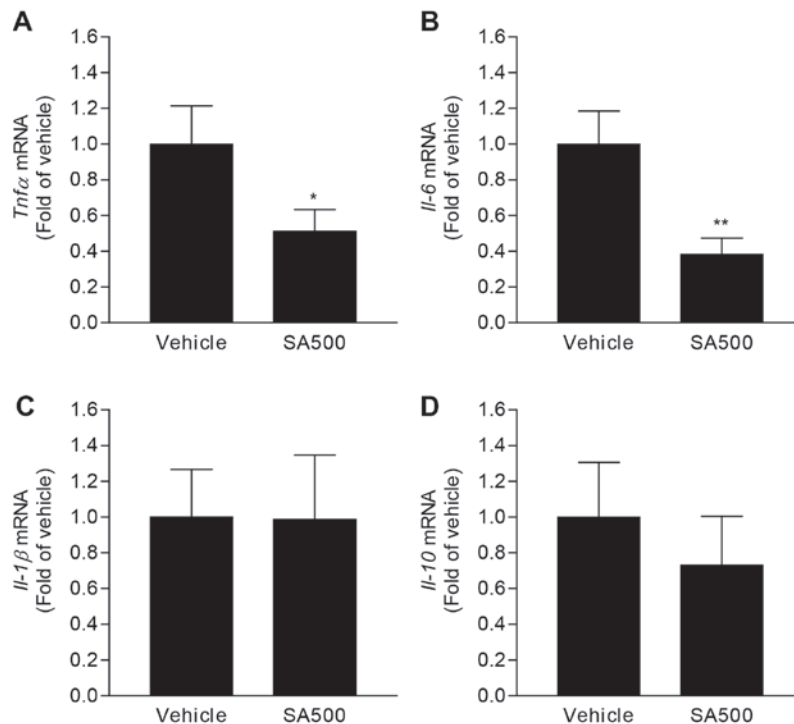 A
Tnfα mRNA
(Fold of vehicle)
1.6
1.4
1.2
1.0
0.8
0.6
0.4
0.2
0.0
*
Vehicle SA500
B
Il-6 mRNA
(Fold of vehicle)
1.6
1.4
1.2
1.0
0.8
0.6
0.4
0.2
0.0
**
Vehicle SA500
C
Il-1β mRNA
(Fold of vehicle)
1.6
1.4
1.2
1.0
0.8
0.6
0.4
0.2
0.0
Vehicle SA500
D
Il-10 mRNA
(Fold of vehicle)
1.6
1.4
1.2
1.0
0.8
0.6
0.4
0.2
0.0
Vehicle SA500